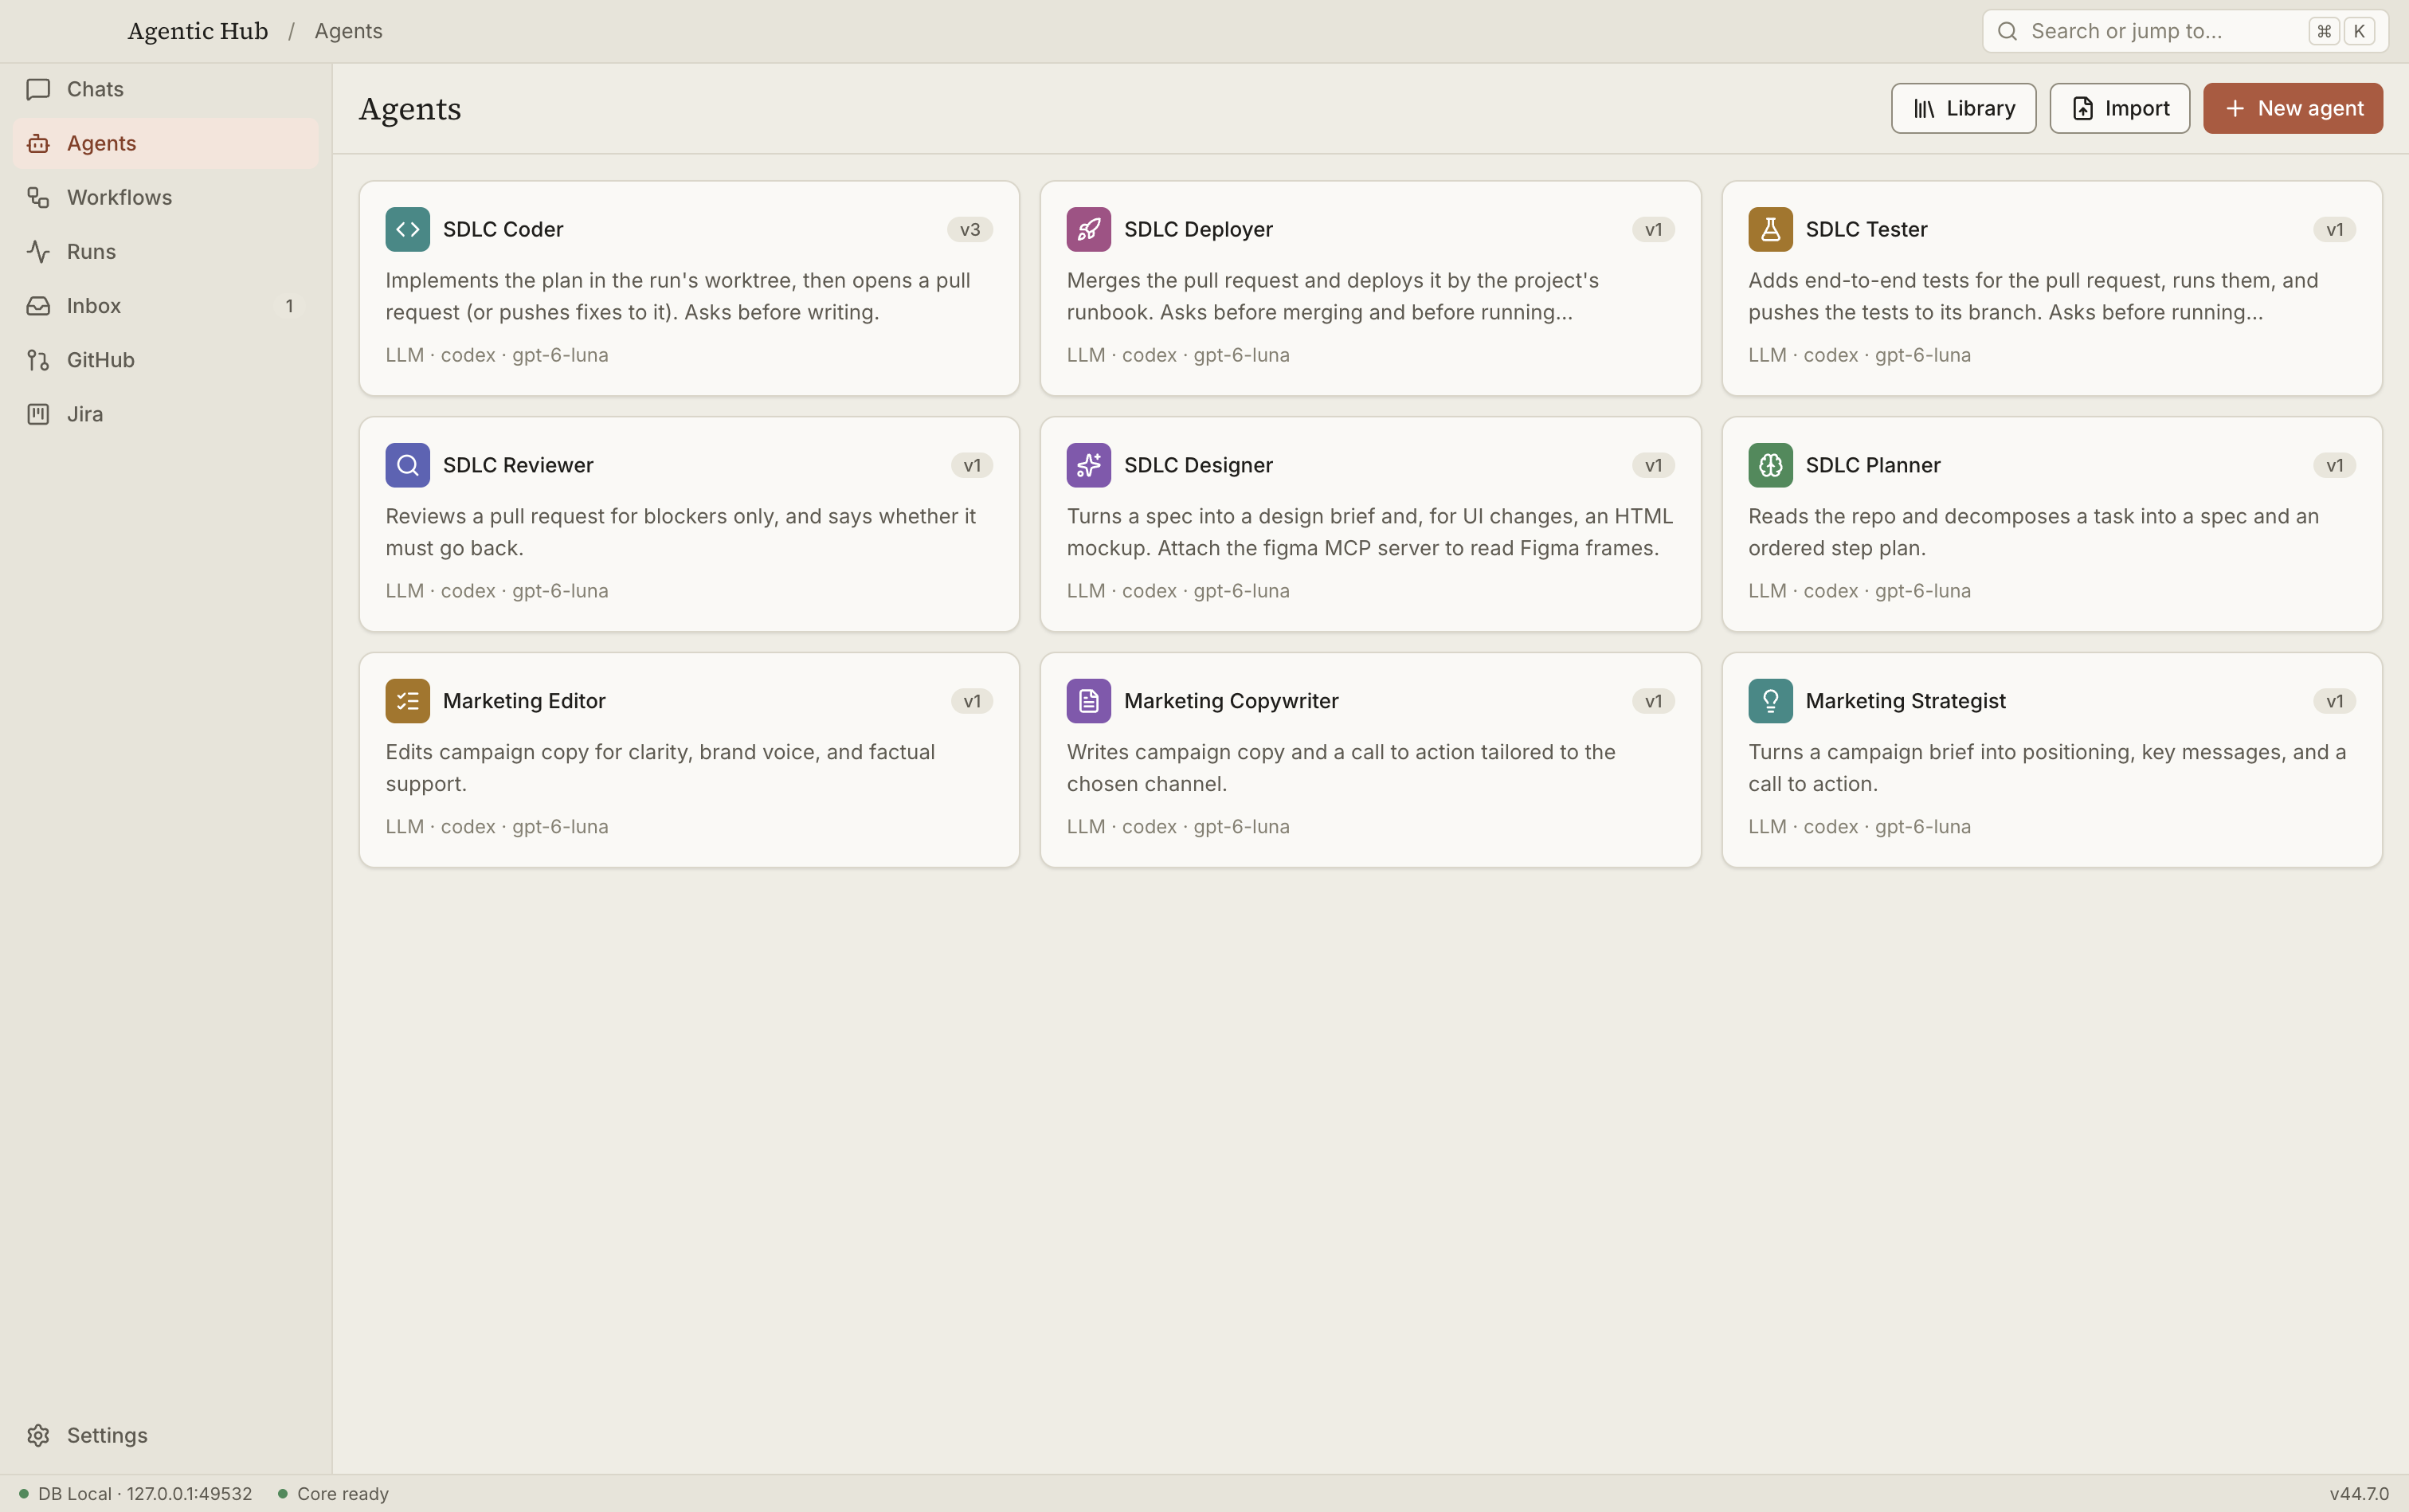 Agentic Hub / Agents
Search or jump to... ⌘ K
Chats
Agents
Workflows
Runs
Inbox 1
GitHub
Jira
Settings
Agents
Library
Import
New agent
SDLC Coder v3
Implements the plan in the run's worktree, then opens a pull
request (or pushes fixes to it). Asks before writing.
LLM · codex · gpt-6-luna
SDLC Deployer v1
Merges the pull request and deploys it by the project's
runbook. Asks before merging and before running...
LLM · codex · gpt-6-luna
SDLC Tester v1
Adds end-to-end tests for the pull request, runs them, and
pushes the tests to its branch. Asks before running...
LLM · codex · gpt-6-luna
SDLC Reviewer v1
Reviews a pull request for blockers only, and says whether it
must go back.
LLM · codex · gpt-6-luna
SDLC Designer v1
Turns a spec into a design brief and, for UI changes, an HTML
mockup. Attach the figma MCP server to read Figma frames.
LLM · codex · gpt-6-luna
SDLC Planner v1
Reads the repo and decomposes a task into a spec and an
ordered step plan.
LLM · codex · gpt-6-luna
Marketing Editor v1
Edits campaign copy for clarity, brand voice, and factual
support.
LLM · codex · gpt-6-luna
Marketing Copywriter v1
Writes campaign copy and a call to action tailored to the
chosen channel.
LLM · codex · gpt-6-luna
Marketing Strategist v1
Turns a campaign brief into positioning, key messages, and a
call to action.
LLM · codex · gpt-6-luna
DB Local · 127.0.0.1:49532
Core ready
v44.7.0